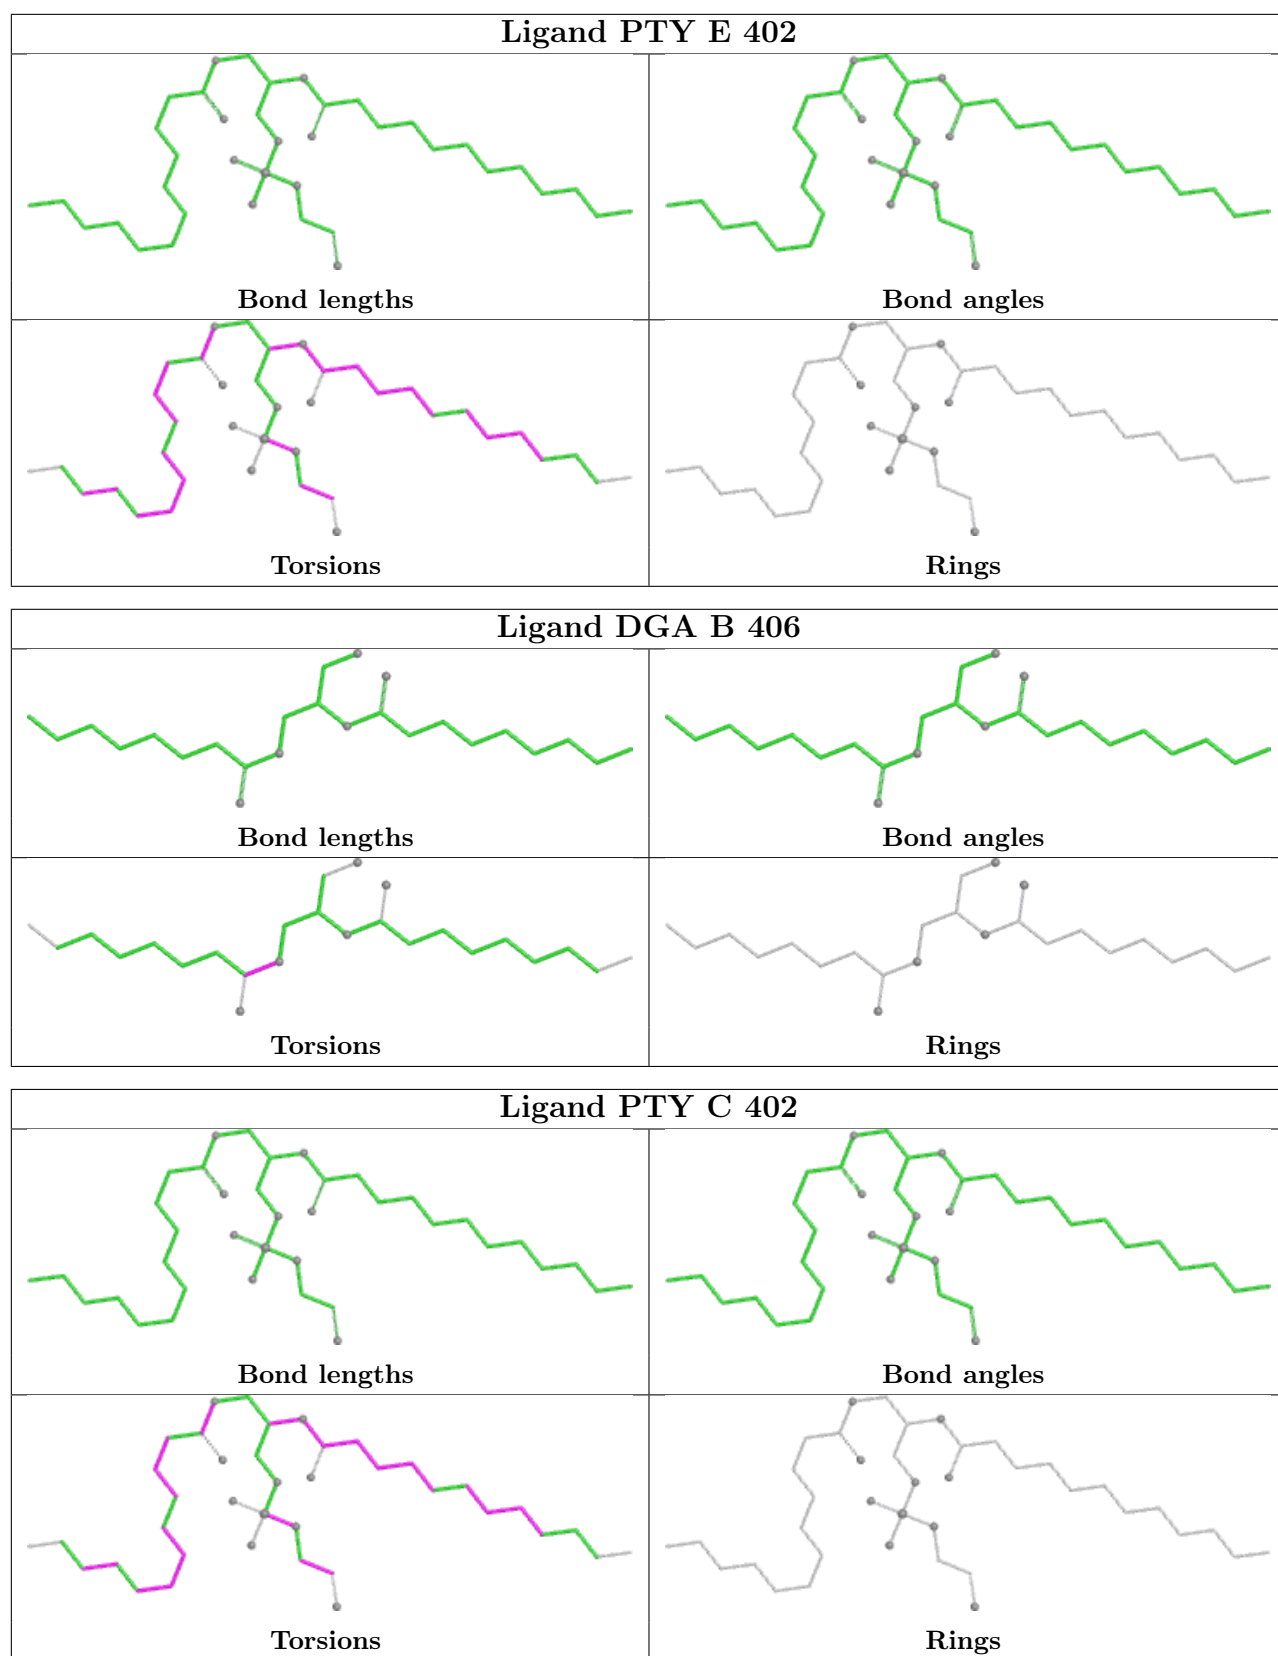 Ligand PTY E 402
Bond lengths
Bond angles
Torsions
Rings
Ligand DGA B 406
Bond lengths
Bond angles
Torsions
Rings
Ligand PTY C 402
Bond lengths
Bond angles
Torsions
Rings